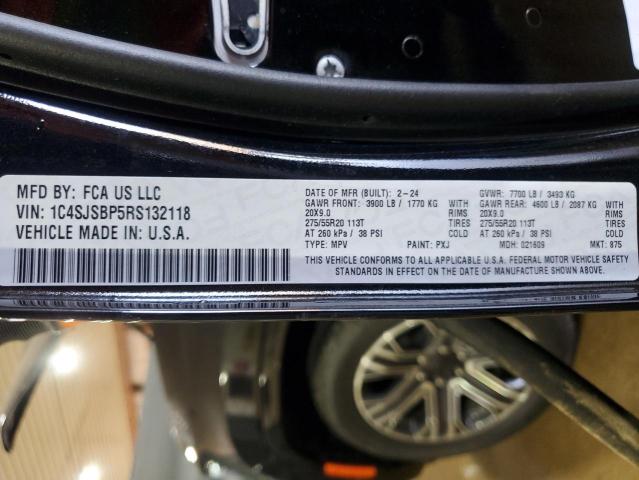 MFD BY: FCA US LLC
VIN: 1C4SJSBP5RS132118
VEHICLE MADE IN: U.S.A.
DATE OF MFR (BUILT): 2-24 GVWR: 7700 LB / 3493 KG
GAWR FRONT: 3900 LB / 1770 KG WITH GAWR REAR: 4600 LB / 2087 KG WITH
20X9.0 RIMS 20X9.0 RIMS
275/55R20 113T TIRES 275/55R20 113T TIRES
AT 260 kPa / 38 PSI COLD AT 260 kPa / 38 PSI COLD
TYPE: MPV PAINT: PXJ MDH: 021609 MKT: 875
THIS VEHICLE CONFORMS TO ALL APPLICABLE U.S.A. FEDERAL MOTOR VEHICLE SAFETY
STANDARDS IN EFFECT ON THE DATE OF MANUFACTURE SHOWN ABOVE.